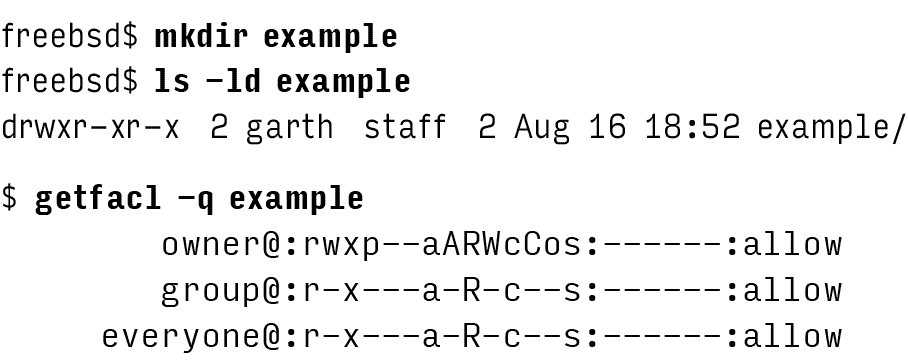 freebsd$ mkdir example
freebsd$ ls -ld example
drwxr-xr-x 2 garth staff 2 Aug 16 18:52 example/
$ getfacl -q example
owner@:rwxp--aARWcCos:------:allow
group@:r-x---a-R-c--s:------:allow
everyone@:r-x---a-R-c--s:------:allow